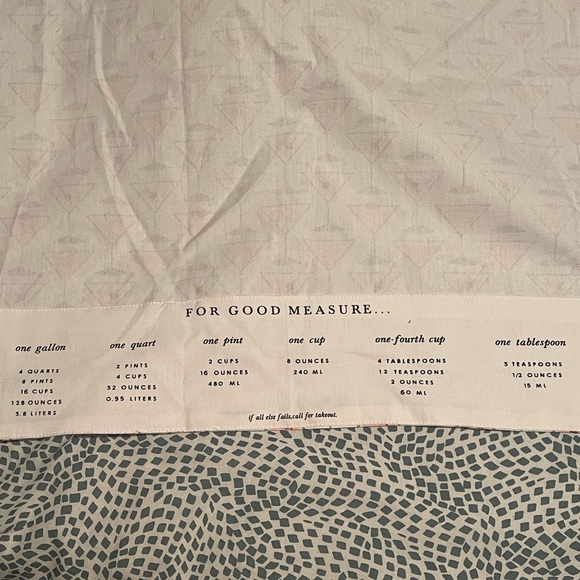 FOR GOOD MEASURE...
one gallon
4 QUARTS
8 PINTS
16 CUPS
128 OUNCES
3.8 LITERS
one quart
2 PINTS
4 CUPS
32 OUNCES
0.95 LITERS
one pint
2 CUPS
16 OUNCES
480 ML
one cup
8 OUNCES
240 ML
one-fourth cup
4 TABLESPOONS
12 TEASPOONS
2 OUNCES
60 ML
one tablespoon
3 TEASPOONS
1/2 OUNCES
15 ML
if all else fails,call for takeout.